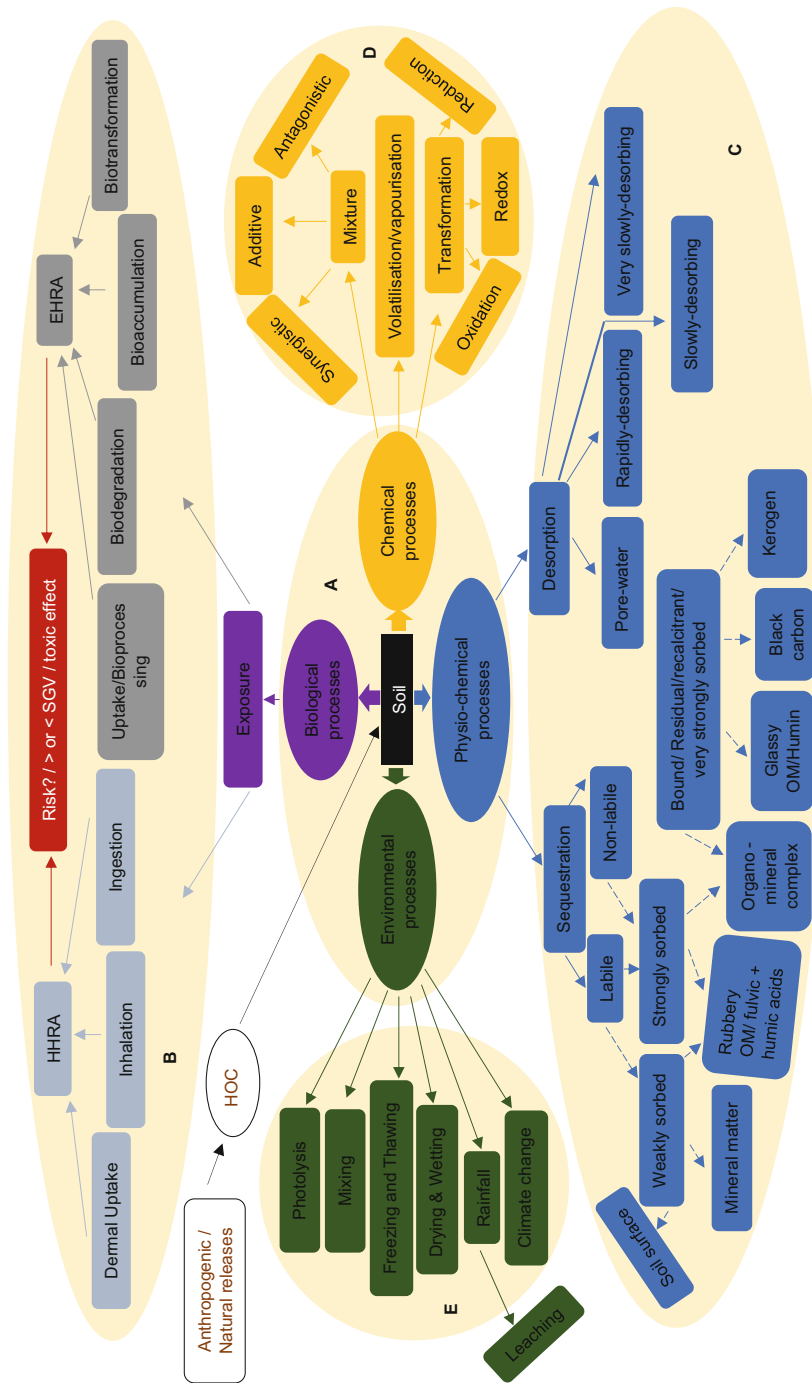 Risk? / > or < SGV / toxic effect
HHRA
EHRA
Dermal Uptake
Inhalation
Ingestion
Uptake/Bioproces
sing
Biodegradation
Bioaccumulation
Biotransformation
B
Anthropogenic /
Natural releases
HOC
Exposure
A
Biological
processes
Soil
Environmental
processes
Chemical
processes
Physio-chemical
processes
E
Photolysis
Mixing
Freezing and Thawing
Drying & Wetting
Rainfall
Climate change
Leaching
D
Synergistic
Additive
Antagonistic
Mixture
Volatilisation/vapourisation
Transformation
Oxidation
Redox
Reduction
C
Sequestration
Labile
Non-labile
Weakly sorbed
Strongly sorbed
Bound/ Residual/recalcitrant/
very strongly sorbed
Soil surface
Mineral matter
Rubbery
OM/ fulvic +
humic acids
Organo -
mineral
complex
Glassy
OM/Humin
Black
carbon
Kerogen
Desorption
Pore-water
Rapidly-desorbing
Slowly-desorbing
Very slowly-desorbing